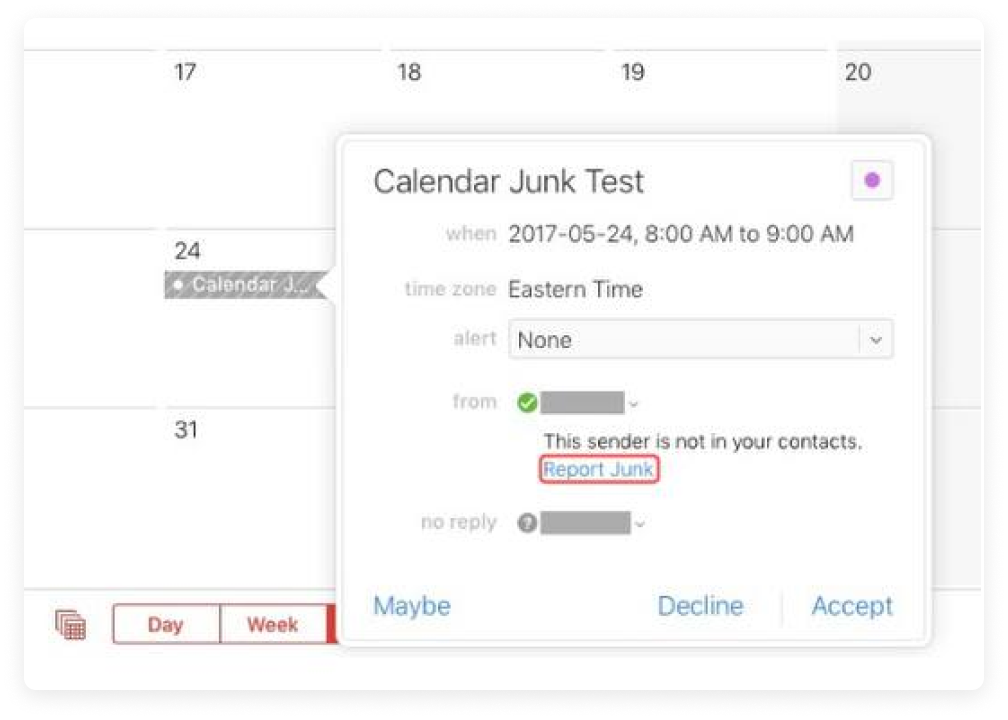 17 18 19 20
Calendar Junk Test
when 2017-05-24, 8:00 AM to 9:00 AM
24
Calendar J...
time zone Eastern Time
alert None
from
31
This sender is not in your contacts.
Report Junk
no reply ?
Maybe Decline Accept
Day Week